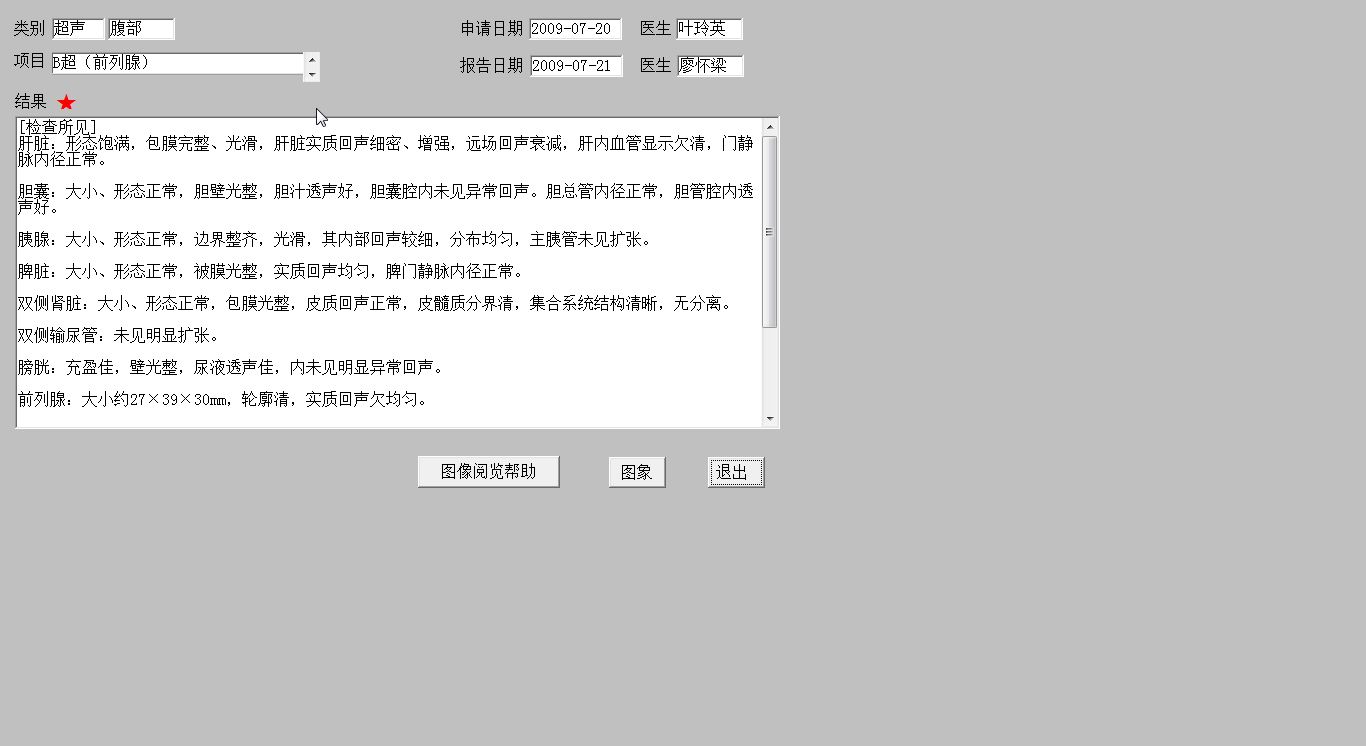 类别 超声 腹部 申请日期 2009-07-20 医生 叶玲英
项目 B超（前列腺） 报告日期 2009-07-21 医生 廖怀梁
结果 ★
[检查所见]
肝脏：形态饱满，包膜完整、光滑，肝脏实质回声细密、增强，远场回声衰减，肝内血管显示欠清，门静
脉内径正常。
胆囊：大小、形态正常，胆壁光整，胆汁透声好，胆囊腔内未见异常回声。胆总管内径正常，胆管腔内透
声好。
胰腺：大小、形态正常，边界整齐，光滑，其内部回声较细，分布均匀，主胰管未见扩张。
脾脏：大小、形态正常，被膜光整，实质回声均匀，脾门静脉内径正常。
双侧肾脏：大小、形态正常，包膜光整，皮质回声正常，皮髓质分界清，集合系统结构清晰，无分离。
双侧输尿管：未见明显扩张。
膀胱：充盈佳，壁光整，尿液透声佳，内未见明显异常回声。
前列腺：大小约27×39×30mm，轮廓清，实质回声欠均匀。
图像阅览帮助 图象 退出